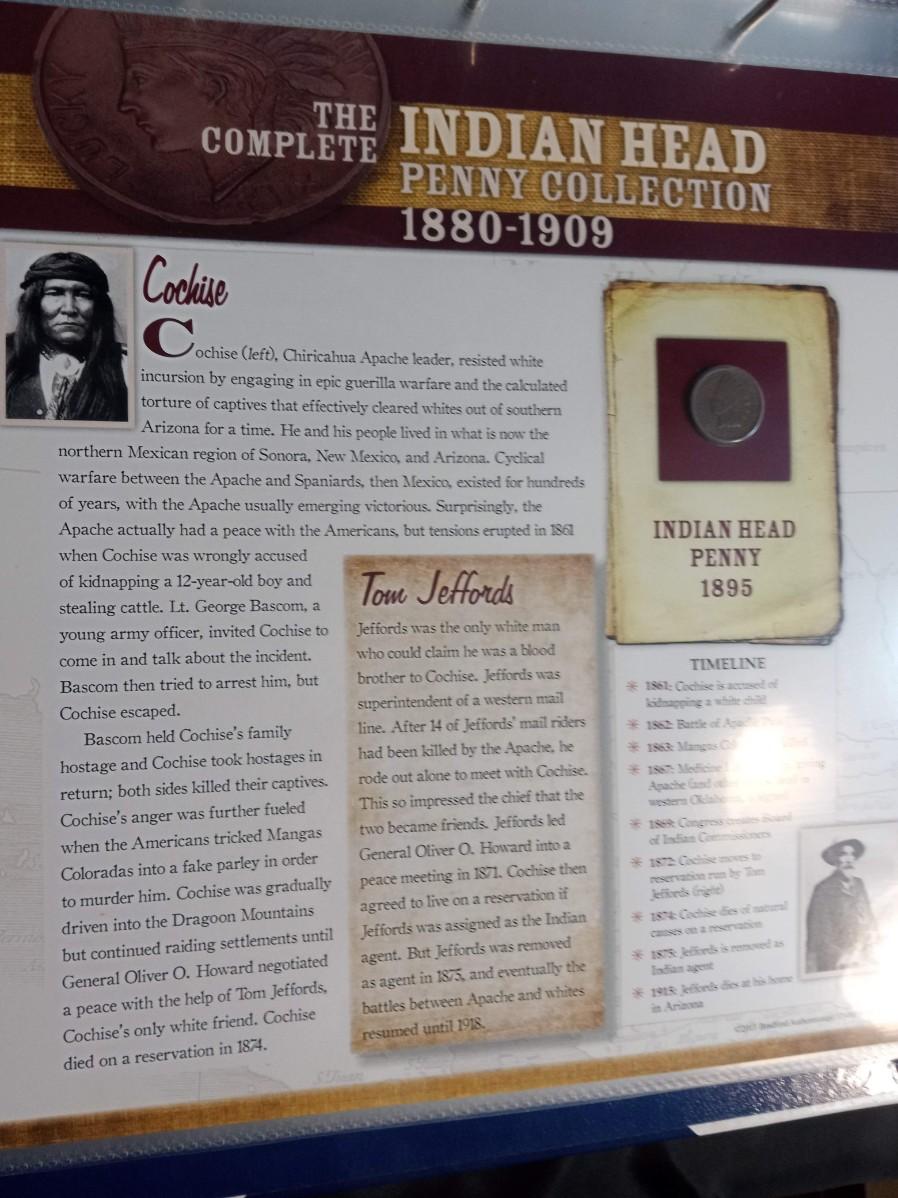 THE
COMPLETE
INDIAN HEAD
PENNY COLLECTION
1880-1909
LUCK
Cochise
Cochise (left), Chiricahua Apache leader, resisted white
incursion by engaging in epic guerilla warfare and the calculated
torture of captives that effectively cleared whites out of southern
Arizona for a time. He and his people lived in what is now the
northern Mexican region of Sonora, New Mexico, and Arizona. Cyclical
warfare between the Apache and Spaniards, then Mexico, existed for hundreds
of years, with the Apache usually emerging victorious. Surprisingly, the
Apache actually had a peace with the Americans, but tensions erupted in 1861
when Cochise was wrongly accused
of kidnapping a 12-year-old boy and
stealing cattle. Lt. George Bascom, a
young army officer, invited Cochise to
come in and talk about the incident.
Bascom then tried to arrest him, but
Cochise escaped.
Bascom held Cochise's family
hostage and Cochise took hostages in
return; both sides killed their captives.
Cochise's anger was further fueled
when the Americans tricked Mangas
Coloradas into a fake parley in order
to murder him. Cochise was gradually
driven into the Dragoon Mountains
but continued raiding settlements until
General Oliver O. Howard negotiated
a peace with the help of Tom Jeffords,
Cochise's only white friend. Cochise
died on a reservation in 1874.
Tom Jeffords
Jeffords was the only white man
who could claim he was a blood
brother to Cochise. Jeffords was
superintendent of a western mail
line. After 14 of Jeffords' mail riders
had been killed by the Apache, he
rode out alone to meet with Cochise.
This so impressed the chief that the
two became friends. Jeffords led
General Oliver O. Howard into a
peace meeting in 1871. Cochise then
agreed to live on a reservation if
Jeffords was assigned as the Indian
agent. But Jeffords was removed
as agent in 1875, and eventually the
battles between Apache and whites
resumed until 1918.
INDIAN HEAD
PENNY
1895
TIMELINE
1861: Cochise is accused of
kidnapping a white child
1862: Battle of
1863: Mangas
1867: Medicine
Apache (and
western
1869: Congress creates Board
of Indian Commissioners
1872: Cochise moves to
reservation run by Tom
Jeffords (right)
1874: Cochise dies of natural
causes on a reservation
1875: Jeffords is removed as
Indian agent
1915: Jeffords dies at his home
in Arizona